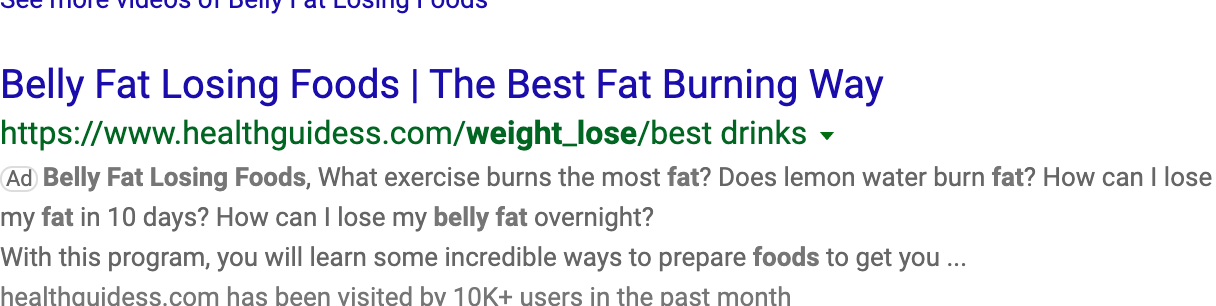 See more videos of Belly Fat Losing Foods
Belly Fat Losing Foods | The Best Fat Burning Way
https://www.healthguidess.com/weight_lose/best drinks
Ad Belly Fat Losing Foods, What exercise burns the most fat? Does lemon water burn fat? How can I lose
my fat in 10 days? How can I lose my belly fat overnight?
With this program, you will learn some incredible ways to prepare foods to get you ...
healthguidess.com has been visited by 10K+ users in the past month